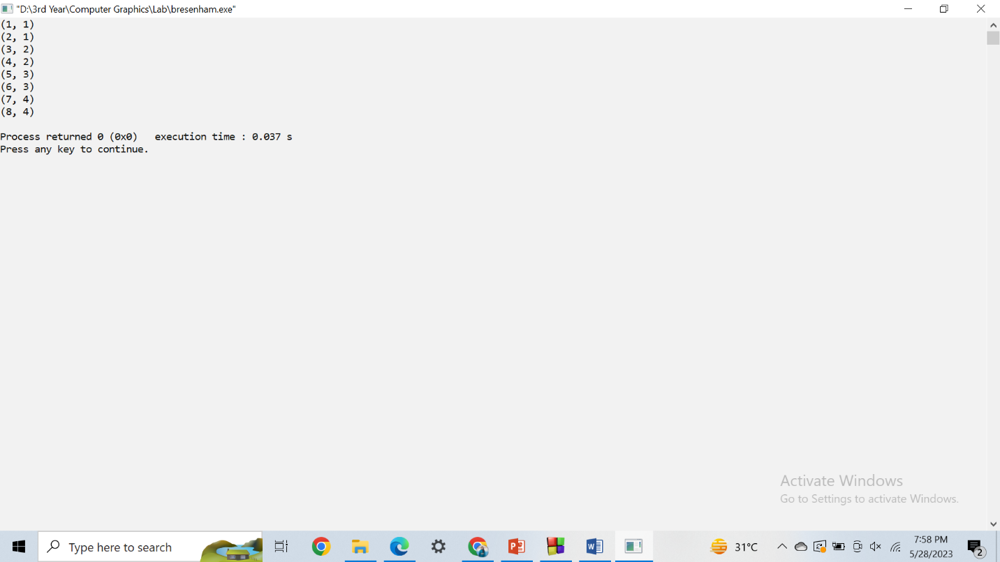 "D:\3rd Year\Computer Graphics\Lab\bresenham.exe"
(1, 1)
(2, 1)
(3, 2)
(4, 2)
(5, 3)
(6, 3)
(7, 4)
(8, 4)
Process returned 0 (0x0)   execution time : 0.037 s
Press any key to continue.
Activate Windows
Go to Settings to activate Windows.
Type here to search
31°C
7:58 PM
5/28/2023
2